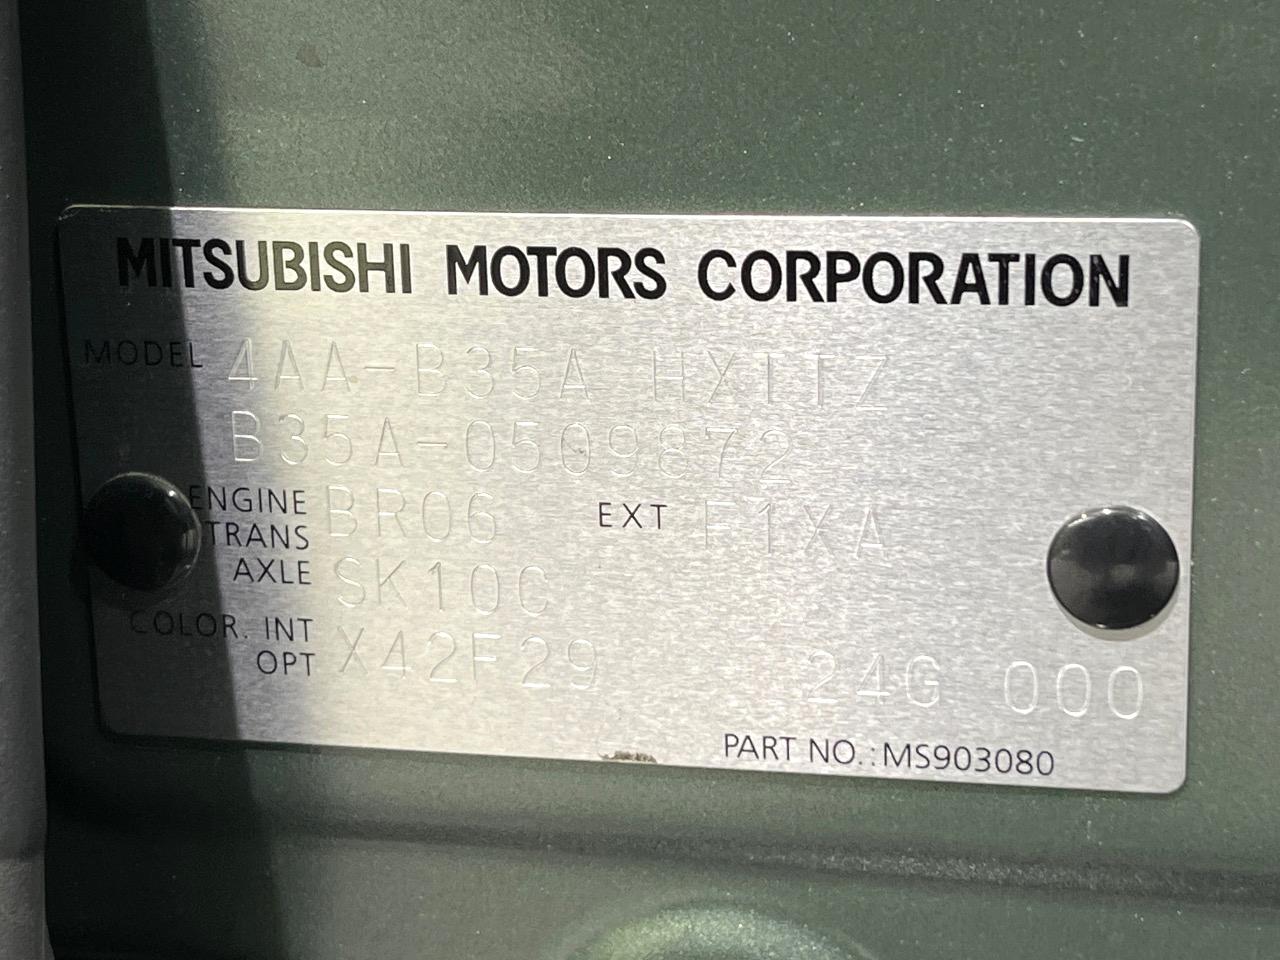 MITSUBISHI MOTORS CORPORATION
MODEL 4AA-B35A HXITZ
B35A-0509872
ENGINE BR06 EXT F1XA
TRANS
AXLE SK10C
COLOR. INT
OPT X42F29 24G 000
PART NO.:MS903080